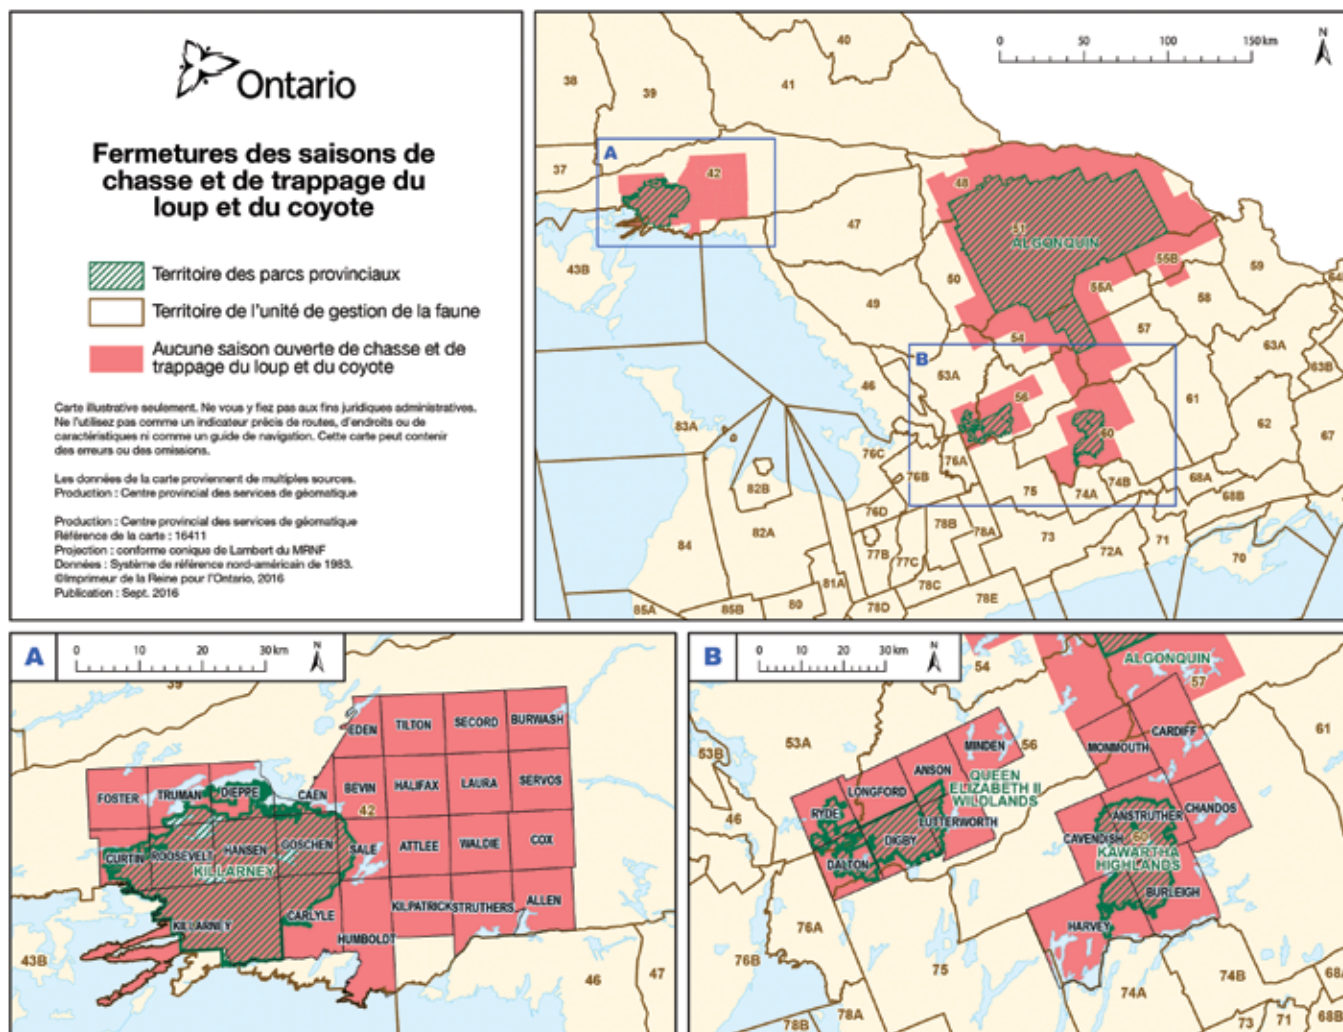 Ontario
Fermetures des saisons de
chasse et de trappage du
loup et du coyote
Territoire des parcs provinciaux
Territoire de l'unité de gestion de la faune
Aucune saison ouverte de chasse et de
trappage du loup et du coyote
Carte illustrative seulement. Ne vous y fiez pas aux fins juridiques administratives.
Ne l'utilisez pas comme un indicateur précis de routes, d'endroits ou de
caractéristiques ni comme un guide de navigation. Cette carte peut contenir
des erreurs ou des omissions.
Les données de la carte proviennent de multiples sources.
Production : Centre provincial des services de géomatique
Production : Centre provincial des services de géomatique
Référence de la carte : 16411
Projection : conforme conique de Lambert du MRNF
Données : Système de référence nord-américain de 1983.
©Imprimeur de la Reine pour l'Ontario, 2016
Publication : Sept. 2016
0 50 100 150 km
N
40
38
39
41
A
37
42
48
47
51
ALGONQUIN
43B
50
55B
59
55A
49
58
54
57
B
46
53A
63A
63B
56
61
83A
60
62
67
76C
76A
76B
75
74A
74B
68A
68B
82B
76D
84
82A
78B
78A
73
72A
71
70
77B
77C
81A
78C
78E
85A
85B
80
78D
A
0 10 20 30 km
N
39
EDEN
TILTON
SECORD
BURWASH
FOSTER
TRUMAN
DIEPPE
CAEN
BEVIN
HALIFAX
LAURA
SERVOS
42
CURTIN
ROOSEVELT
HANSEN
GOSCHEN
SALE
ATTLEE
WALDIE
COX
KILLARNEY
KILPATRICK
STRUTHERS
ALLEN
KILLARNEY
CARLYLE
HUMBOLDT
43B
46
47
B
0 10 20 30 km
N
54
ALGONQUIN
57
53A
53B
MINDEN
56
MONMOUTH
CARDIFF
61
ANSON
LONGFORD
QUEEN
ELIZABETH II
WILDLANDS
46
RYDE
LUTTERWORTH
CHANDOS
ANSTRUTHER
DIGBY
CAVENDISH
60
DALTON
KAWARTHA
HIGHLANDS
BURLEIGH
76A
HARVEY
76B
75
74B
74A
78A
78B
73
71
68B